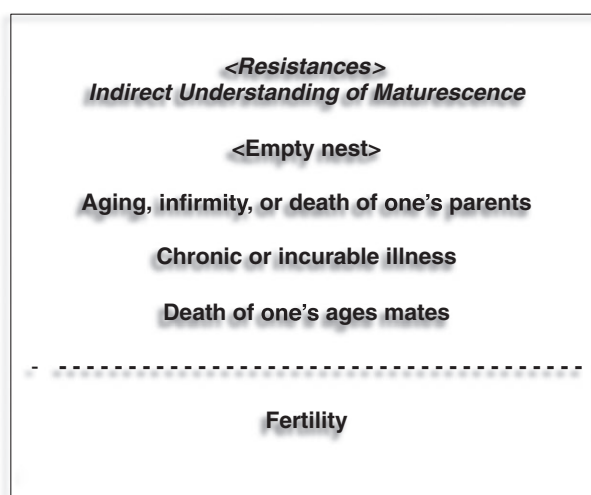 <Resistances>
Indirect Understanding of Maturescence
<Empty nest>
Aging, infirmity, or death of one’s parents
Chronic or incurable illness
Death of one’s ages mates
Fertility